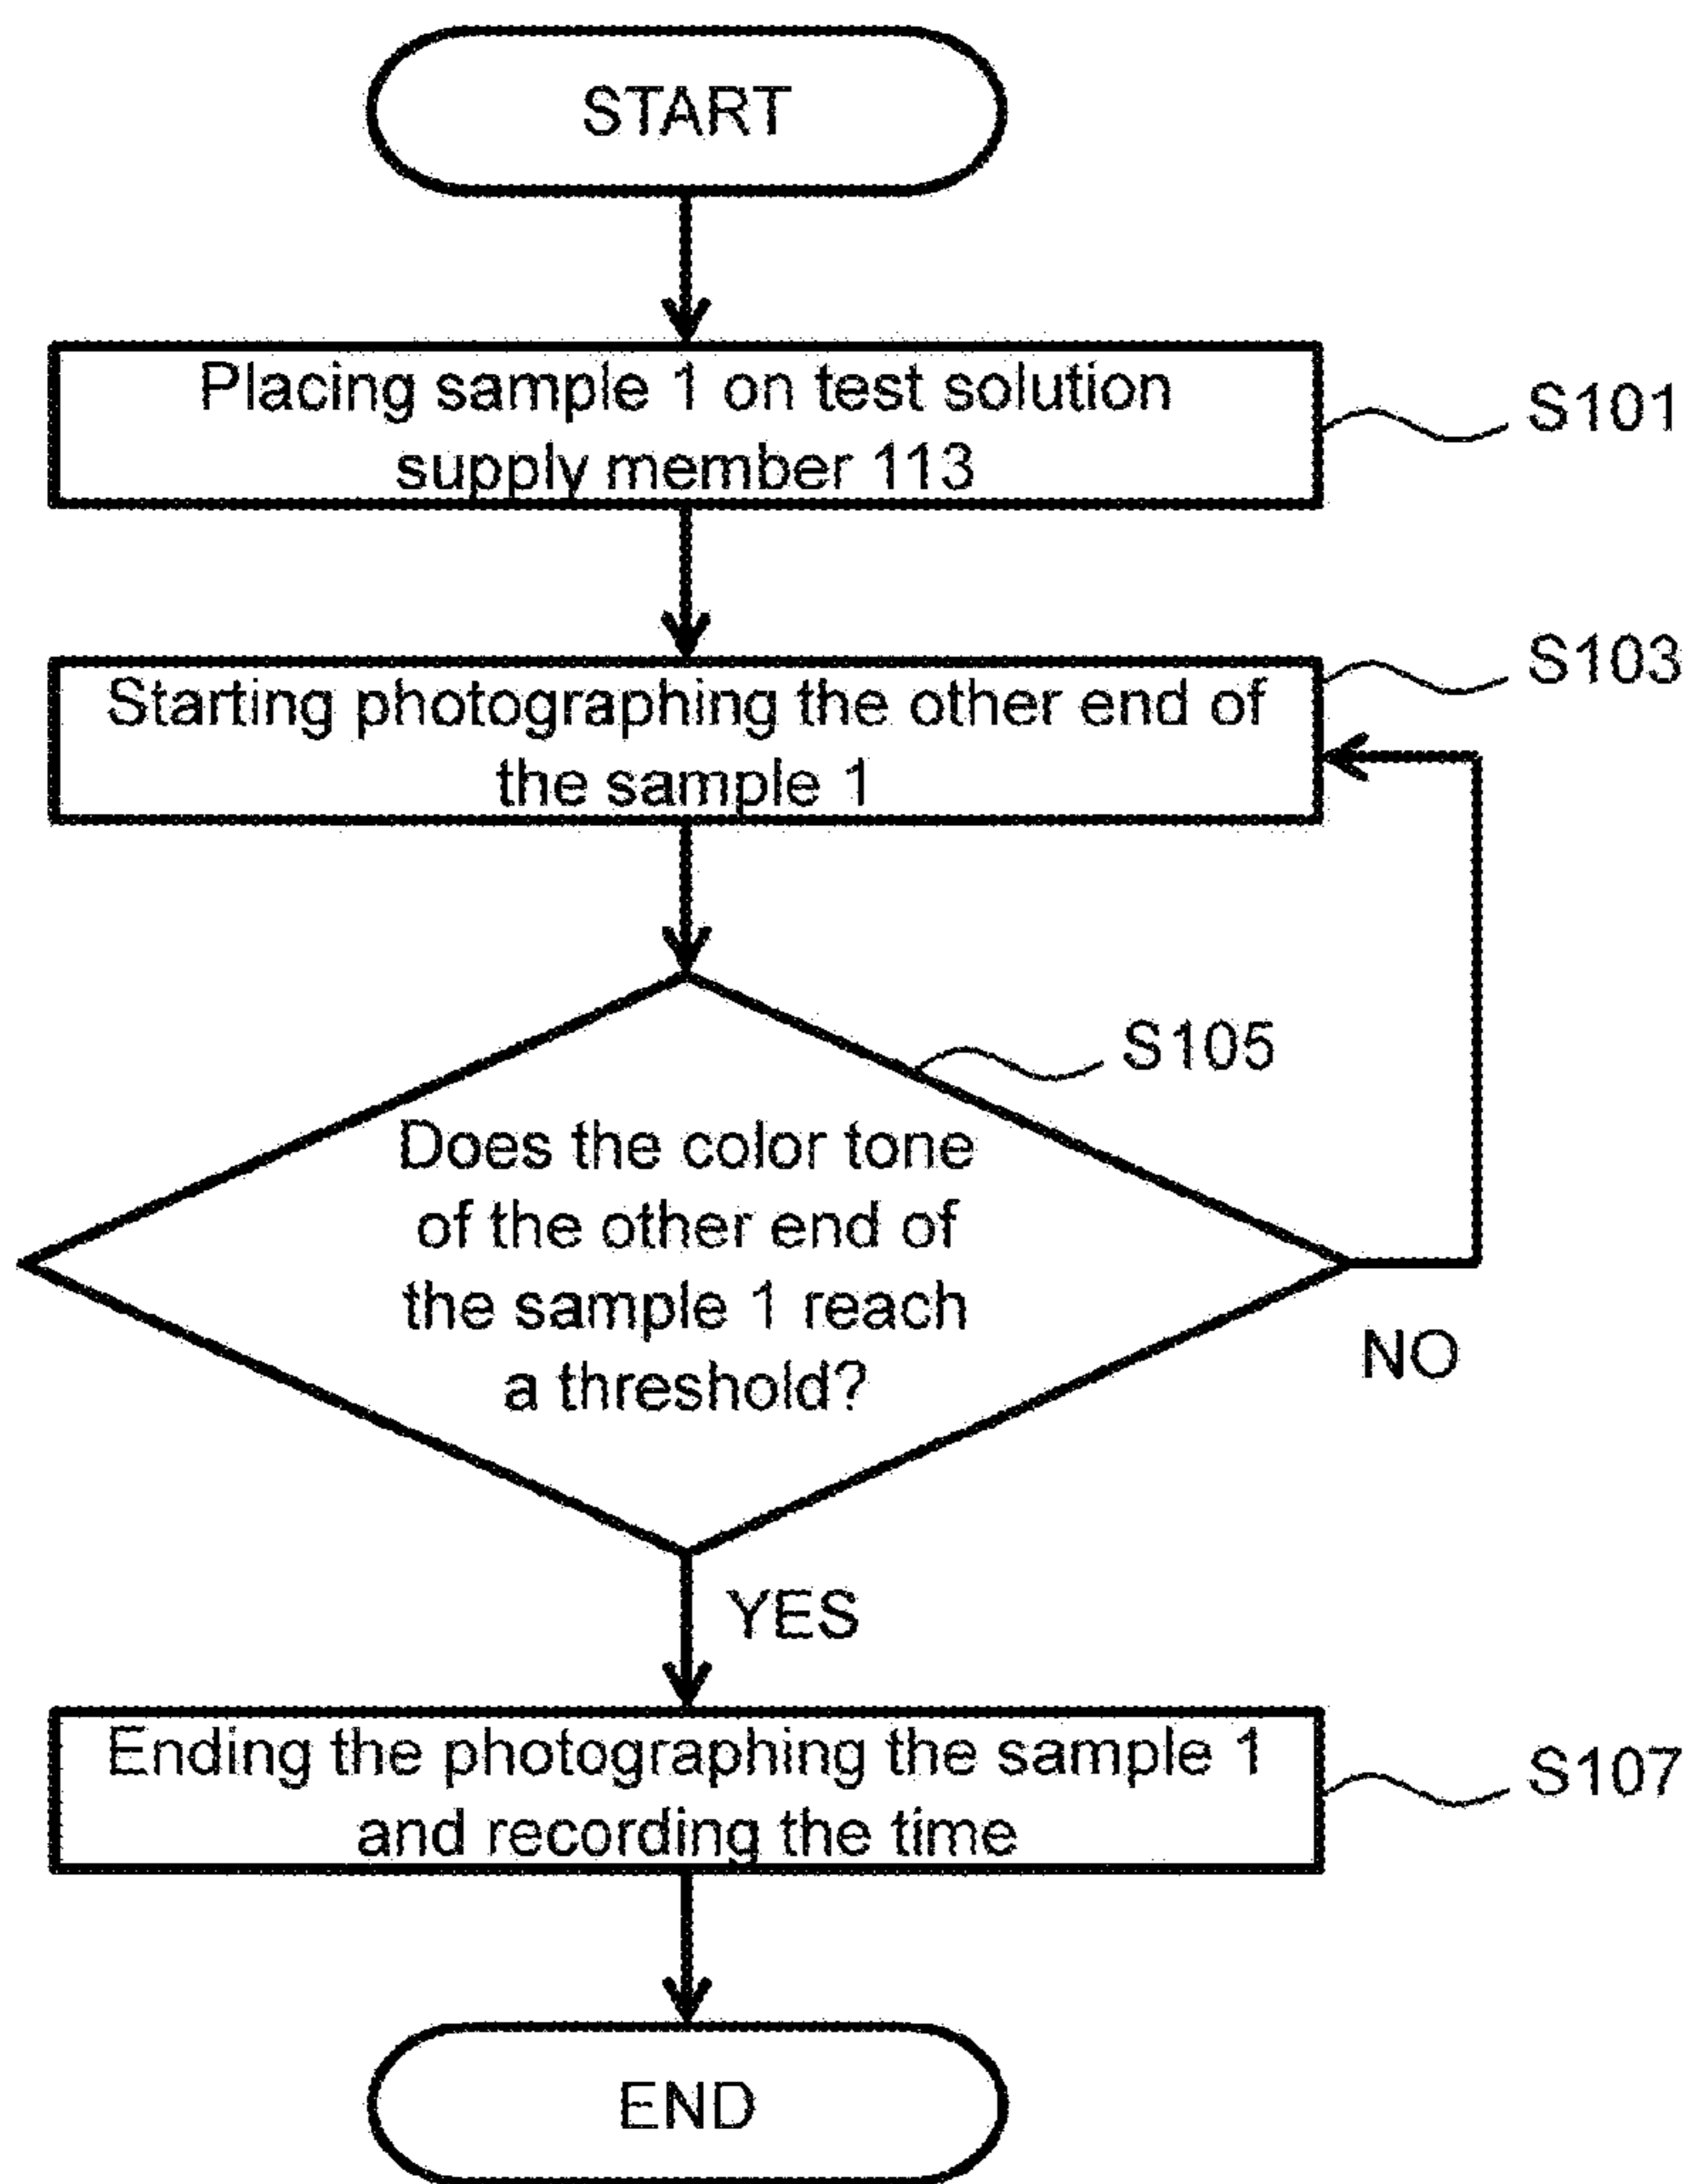 START
Placing sample 1 on test solution
supply member 113
S101
Starting photographing the other end of
the sample 1
S103
S105
Does the color tone
of the other end of
the sample 1 reach
a threshold?
NO
YES
Ending the photographing the sample 1
and recording the time
S107
END